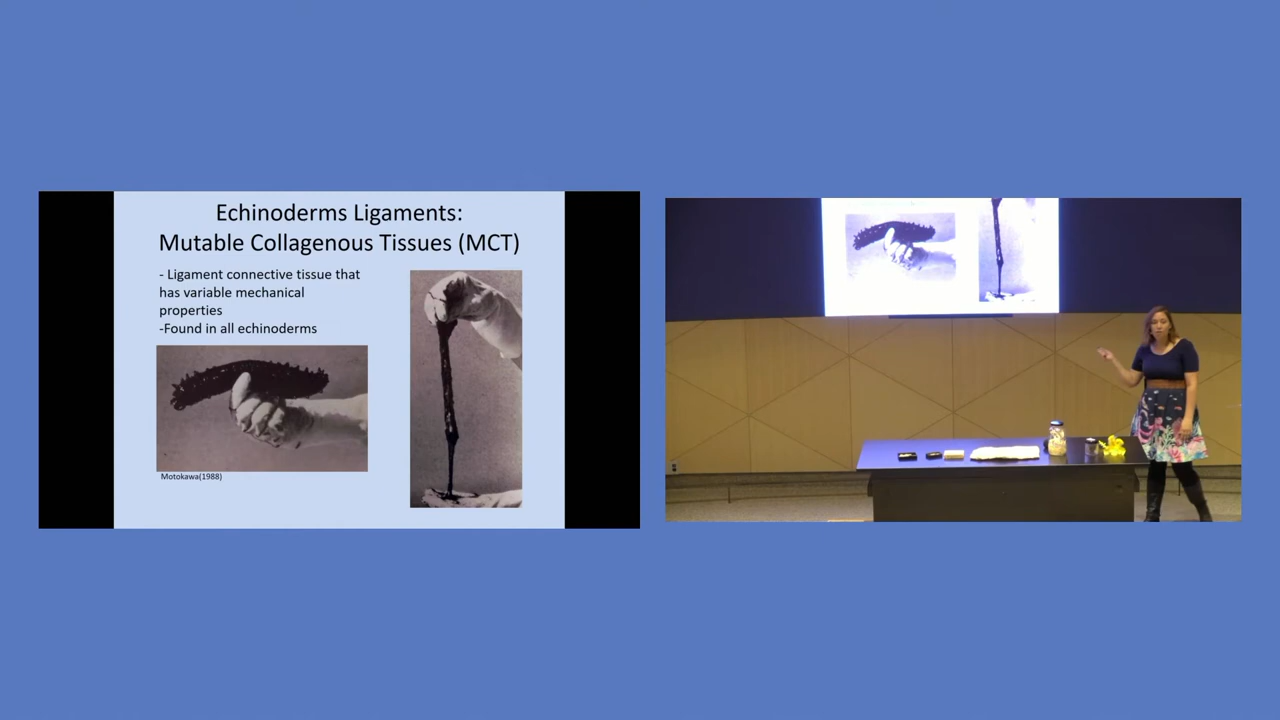 Echinoderms Ligaments:
Mutable Collagenous Tissues (MCT)
- Ligament connective tissue that
has variable mechanical
properties
-Found in all echinoderms
Motokawa(1988)